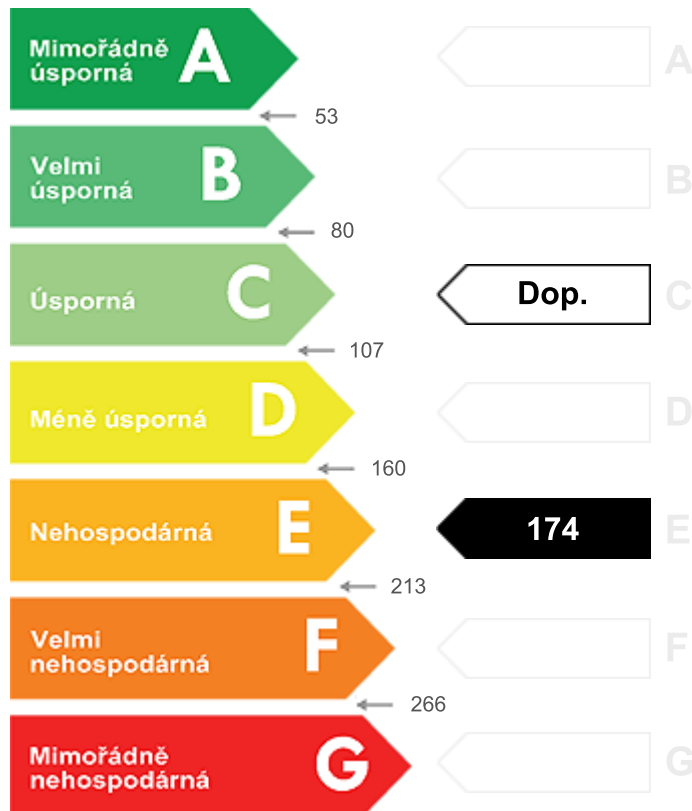 Mimořádně
úsporná
A
A
53
Velmi
úsporná
B
B
80
Úsporná
C
Dop.
C
107
Méně úsporná
D
D
160
Nehospodárná
E
174
E
213
Velmi
nehospodárná
F
F
266
Mimořádně
nehospodárná
G
G